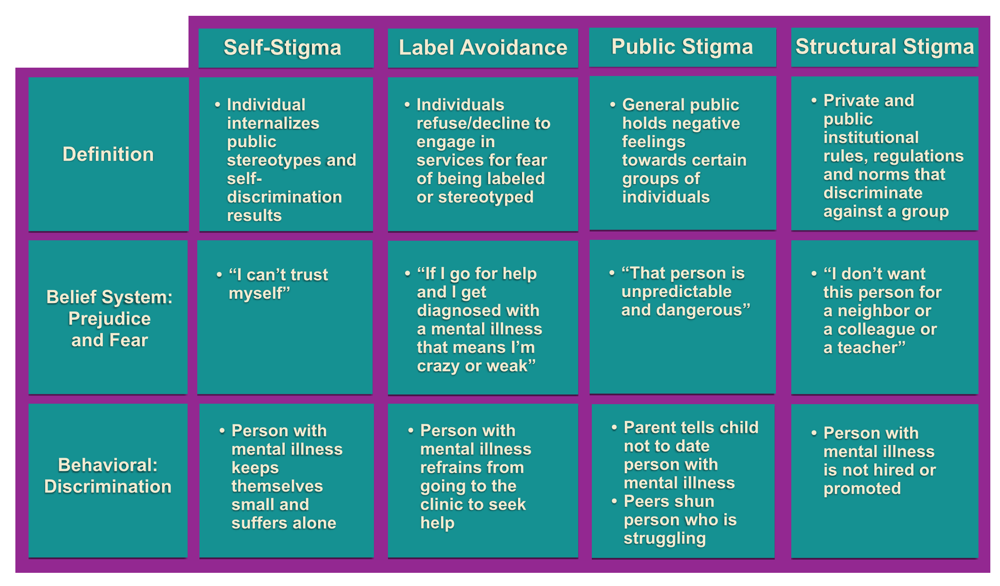 Self-Stigma
Label Avoidance
Public Stigma
Structural Stigma
Definition
• Individual
internalizes
public
stereotypes and
self-
discrimination
results
• Individuals
refuse/decline to
engage in
services for fear
of being labeled
or stereotyped
• General public
holds negative
feelings
towards certain
groups of
individuals
• Private and
public
institutional
rules, regulations
and norms that
discriminate
against a group
Belief System:
Prejudice
and Fear
• “I can’t trust
myself”
• “If I go for help
and I get
diagnosed with
a mental illness
that means I’m
crazy or weak”
• “That person is
unpredictable
and dangerous”
• “I don’t want
this person for
a neighbor or
a colleague or
a teacher”
Behavioral:
Discrimination
• Person with
mental illness
keeps
themselves
small and
suffers alone
• Person with
mental illness
refrains from
going to the
clinic to seek
help
• Parent tells child
not to date
person with
mental illness
• Peers shun
person who is
struggling
• Person with
mental illness
is not hired or
promoted